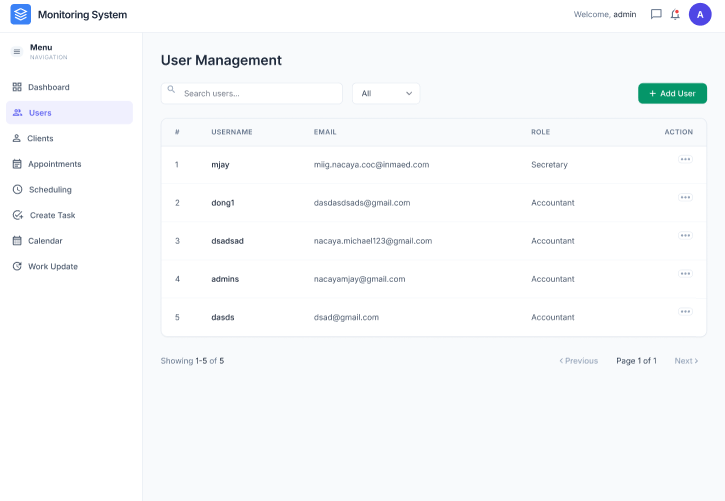 Monitoring System
Welcome, admin
A
Menu
NAVIGATION
Dashboard
Users
Clients
Appointments
Scheduling
Create Task
Calendar
Work Update
User Management
Search users...
All
+ Add User
# USERNAME EMAIL ROLE ACTION
1 mjay miig.nacaya.coc@inmaed.com Secretary
2 dong1 dasdasdsads@gmail.com Accountant
3 dsadsad nacaya.michael123@gmail.com Accountant
4 admins nacayamjay@gmail.com Accountant
5 dasds dsad@gmail.com Accountant
Showing 1-5 of 5
‹ Previous Page 1 of 1 Next ›